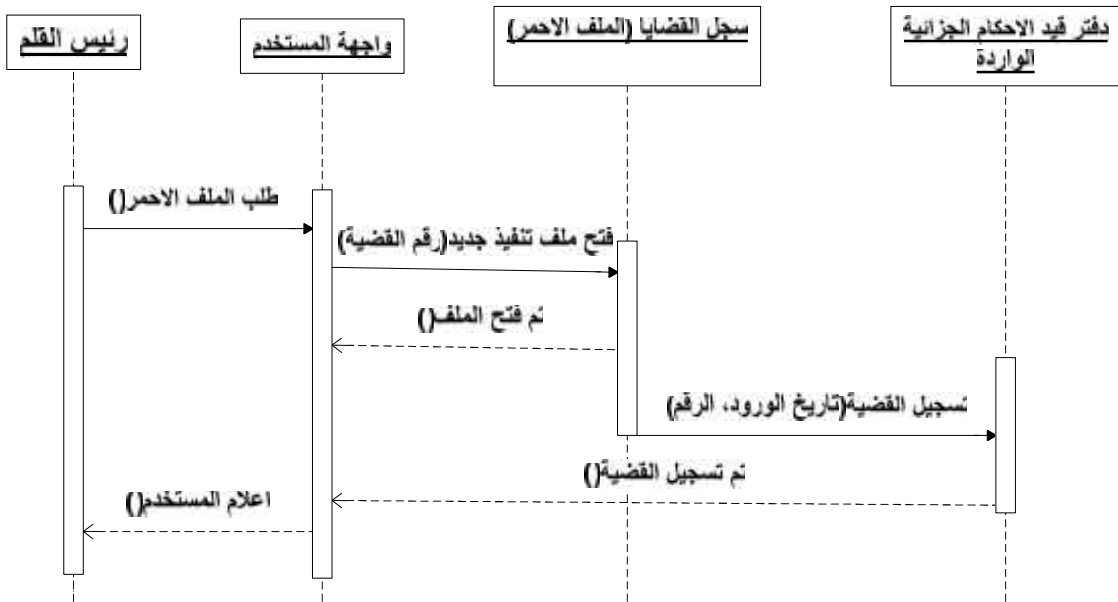 رئيس القلم
واجهة المستخدم
سجل القضايا (الملف الاحمر)
دفتر قيد الاحكام الجزائية
الواردة
طلب الملف الاحمر()
فتح ملف تنفيذ جديد(رقم القضية)
تم فتح الملف()
تسجيل القضية(تاريخ الورود، الرقم)
تم تسجيل القضية()
اعلام المستخدم()